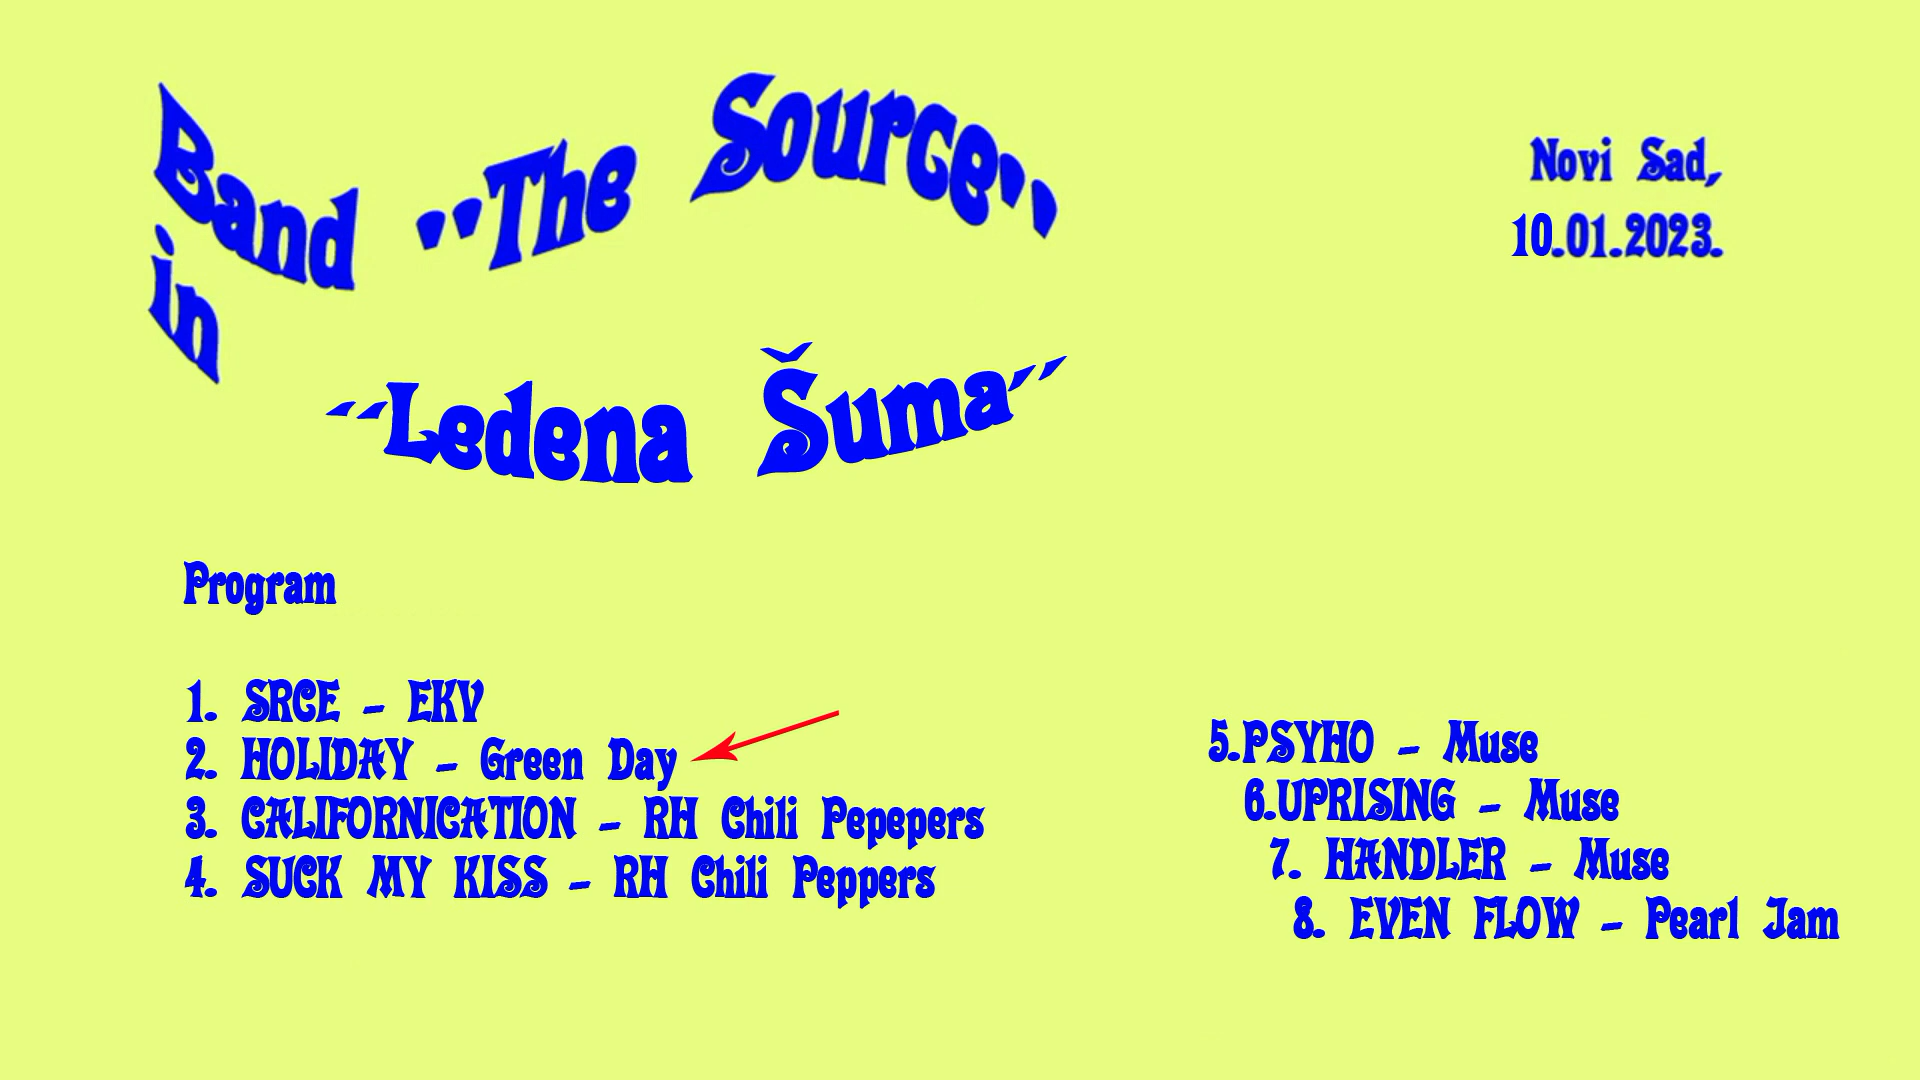 Band "The Source"
in
"Ledena Šuma"
Novi Sad,
10.01.2023.
Program
1. SRCE - EKV
2. HOLIDAY - Green Day
3. CALIFORNICATION - RH Chili Pepepers
4. SUCK MY KISS - RH Chili Peppers
5.PSYHO - Muse
6.UPRISING - Muse
7. HANDLER - Muse
8. EVEN FLOW - Pearl Jam